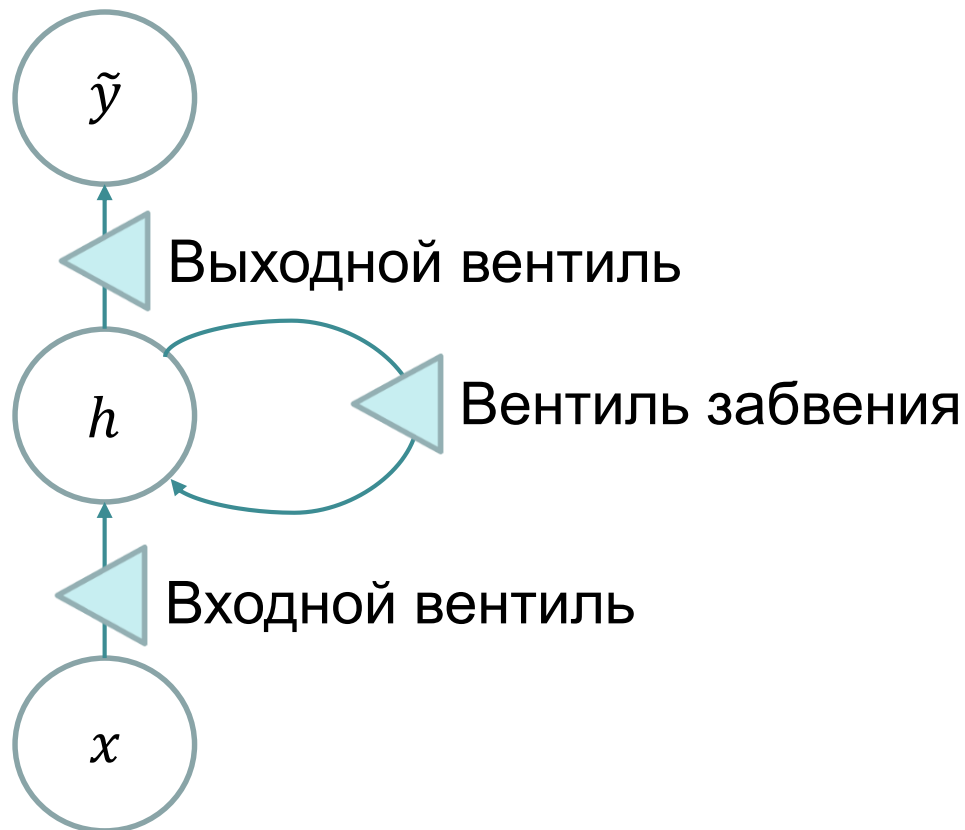 ỹ
Выходной вентиль
h
Вентиль забвения
Входной вентиль
x